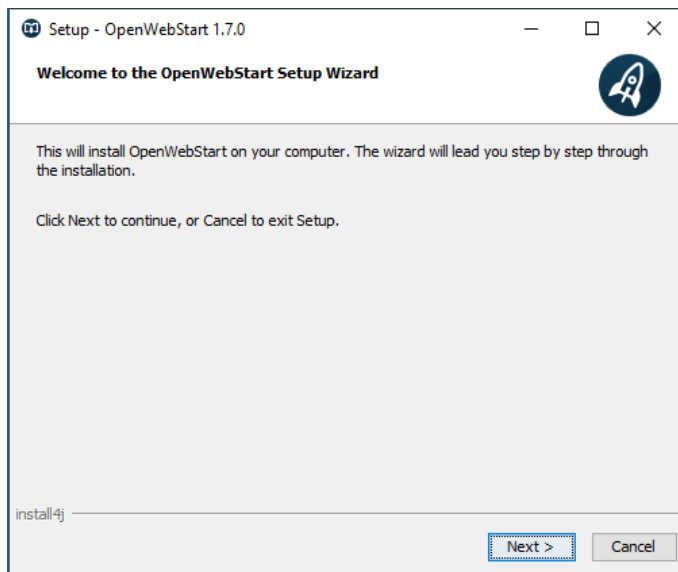 Setup - OpenWebStart 1.7.0
Welcome to the OpenWebStart Setup Wizard
This will install OpenWebStart on your computer. The wizard will lead you step by step through
the installation.
Click Next to continue, or Cancel to exit Setup.
install4j
Next >
Cancel